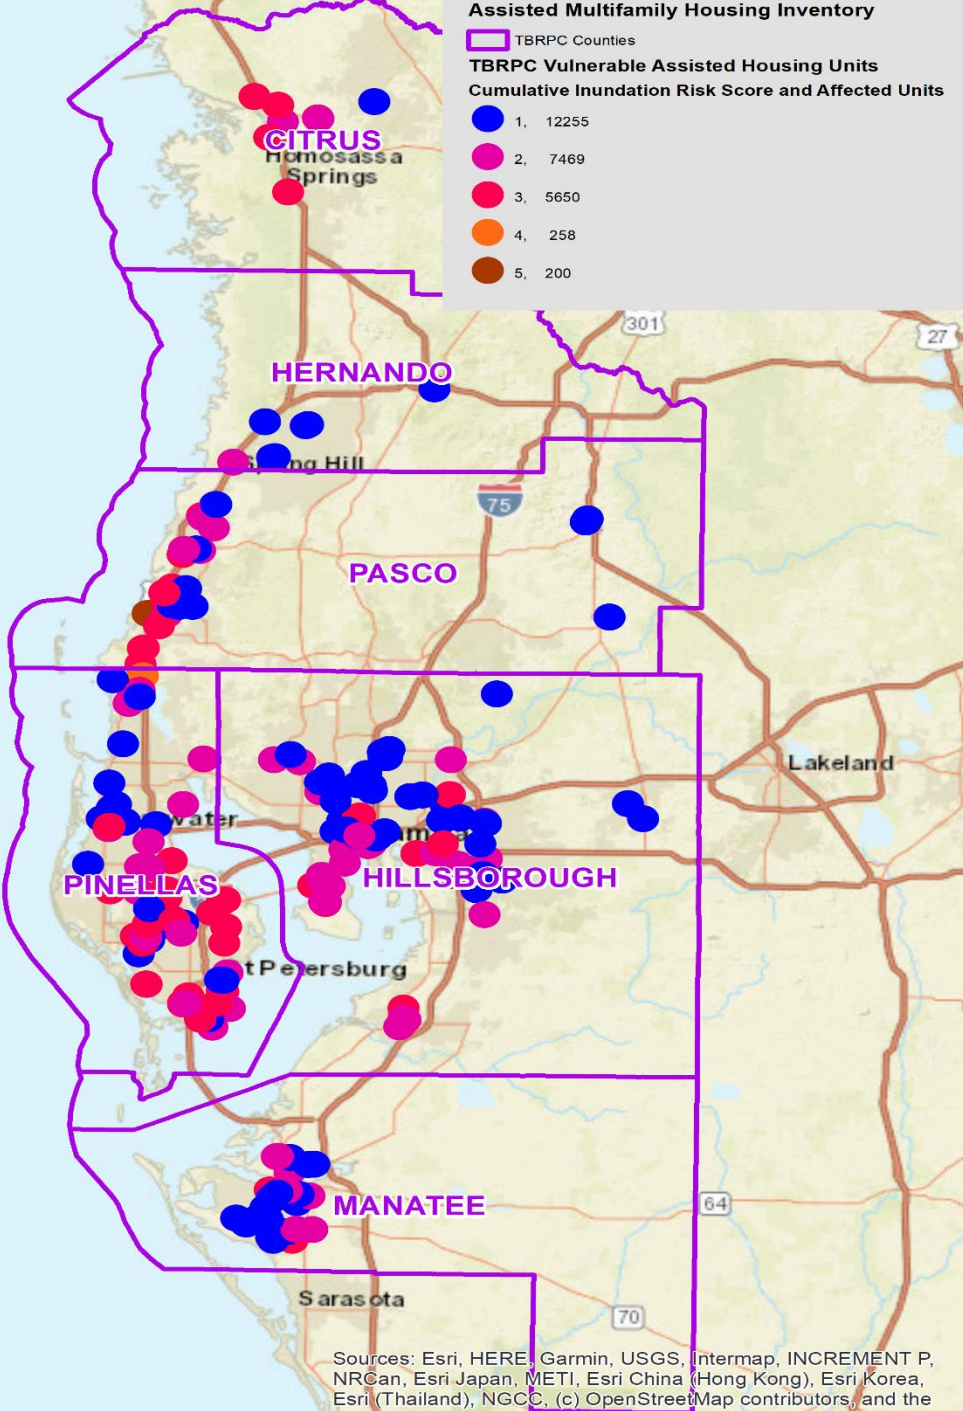 Assisted Multifamily Housing Inventory
TBRPC Counties
TBRPC Vulnerable Assisted Housing Units
Cumulative Inundation Risk Score and Affected Units
1, 12255
2, 7469
3, 5650
4, 258
5, 200
CITRUS
Homosassa
Springs
301
27
HERNANDO
Spring Hill
75
PASCO
Lakeland
water
PINELLAS
HILLSBOROUGH
t Petersburg
MANATEE
64
Sarasota
70
Sources: Esri, HERE, Garmin, USGS, Intermap, INCREMENT P,
NRCan, Esri Japan, METI, Esri China (Hong Kong), Esri Korea,
Esri (Thailand), NGCC, (c) OpenStreetMap contributors, and the